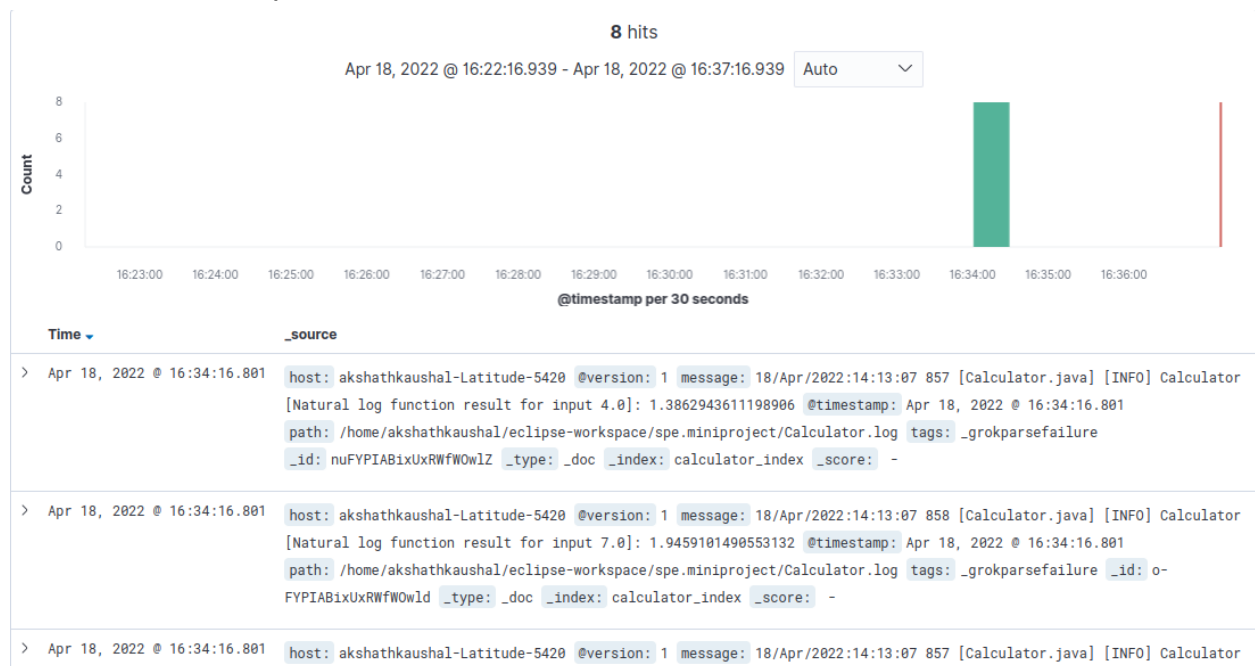 8 hits
Apr 18, 2022 @ 16:22:16.939 - Apr 18, 2022 @ 16:37:16.939 Auto
8
6
4
2
0
Count
16:23:00 16:24:00 16:25:00 16:26:00 16:27:00 16:28:00 16:29:00 16:30:00 16:31:00 16:32:00 16:33:00 16:34:00 16:35:00 16:36:00
@timestamp per 30 seconds
Time _source
Apr 18, 2022 @ 16:34:16.801 host: akshathkaushal-Latitude-5420 @version: 1 message: 18/Apr/2022:14:13:07 857 [Calculator.java] [INFO] Calculator
[Natural log function result for input 4.0]: 1.3862943611198906 @timestamp: Apr 18, 2022 @ 16:34:16.801
path: /home/akshathkaushal/eclipse-workspace/spe.miniproject/Calculator.log tags: _grokparsefailure
_id: nuFYPIABixUxRWfWOwlZ _type: _doc _index: calculator_index _score: -
Apr 18, 2022 @ 16:34:16.801 host: akshathkaushal-Latitude-5420 @version: 1 message: 18/Apr/2022:14:13:07 858 [Calculator.java] [INFO] Calculator
[Natural log function result for input 7.0]: 1.9459101490553132 @timestamp: Apr 18, 2022 @ 16:34:16.801
path: /home/akshathkaushal/eclipse-workspace/spe.miniproject/Calculator.log tags: _grokparsefailure _id: o-
FYPIABixUxRWfWOwld _type: _doc _index: calculator_index _score: -
Apr 18, 2022 @ 16:34:16.801 host: akshathkaushal-Latitude-5420 @version: 1 message: 18/Apr/2022:14:13:07 857 [Calculator.java] [INFO] Calculator